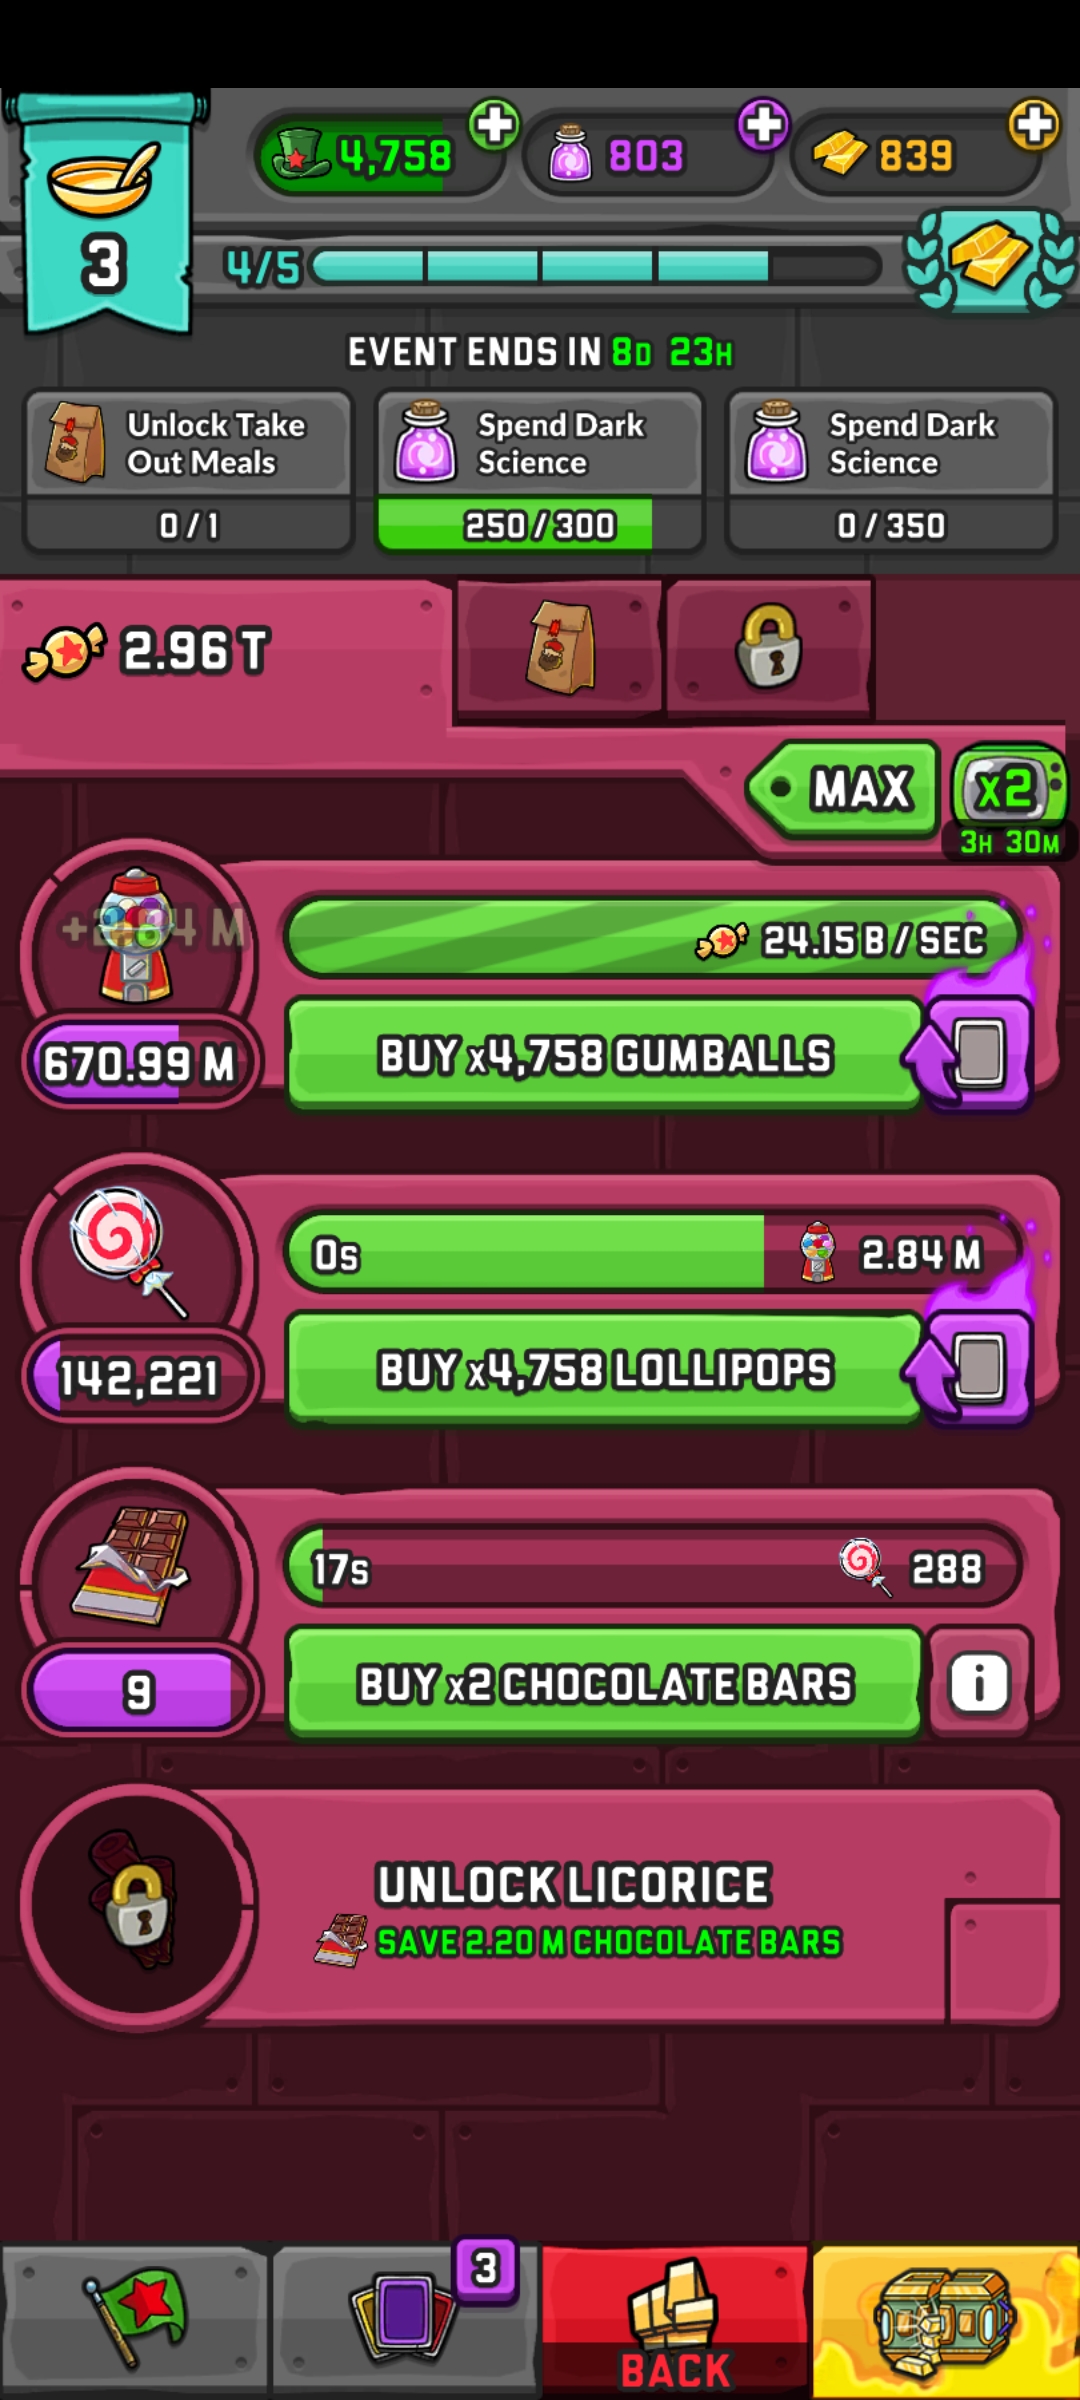 4,758
803
839
3
4/5
EVENT ENDS IN 8D 23H
Unlock Take
Out Meals
0 / 1
Spend Dark
Science
250 / 300
Spend Dark
Science
0 / 350
2.96 T
MAX
x2
3H 30M
24.15 B / SEC
670.99 M
BUY x4,758 GUMBALLS
0s
2.84 M
142,221
BUY x4,758 LOLLIPOPS
17s
288
9
BUY x2 CHOCOLATE BARS
i
UNLOCK LICORICE
SAVE 2.20 M CHOCOLATE BARS
3
BACK